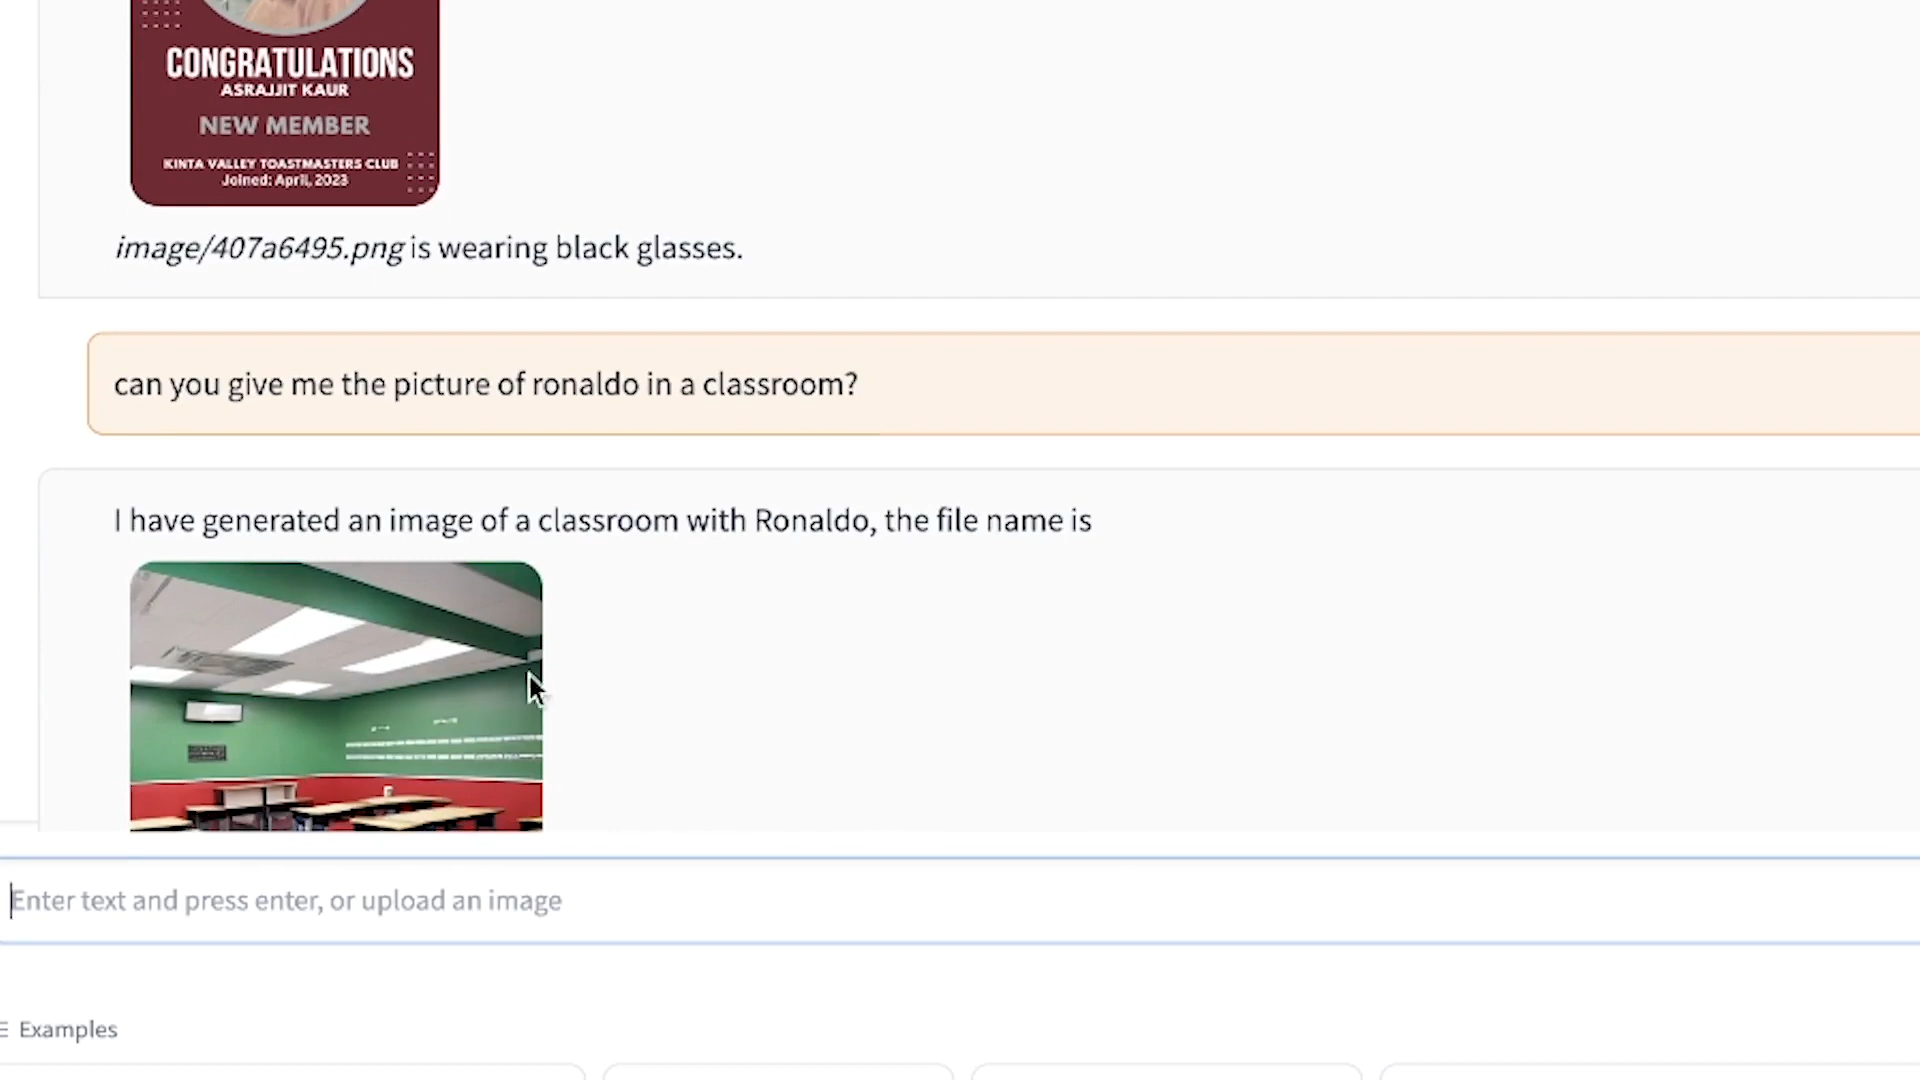 CONGRATULATIONS
ASRAJJIT KAUR
NEW MEMBER
KINTA VALLEY TOASTMASTERS CLUB
Joined: April, 2023
image/407a6495.png is wearing black glasses.
can you give me the picture of ronaldo in a classroom?
I have generated an image of a classroom with Ronaldo, the file name is
Enter text and press enter, or upload an image
Examples